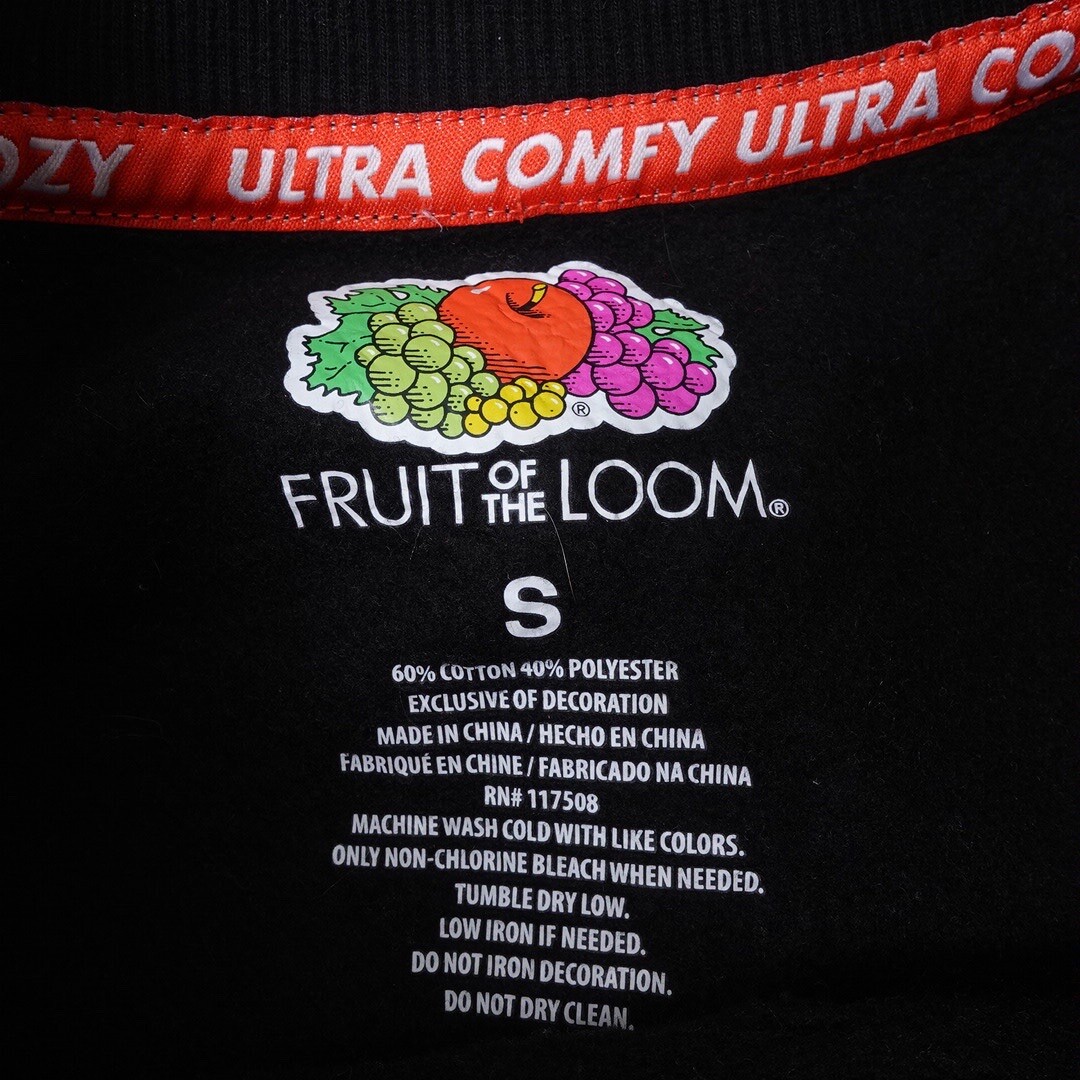 OZY ULTRA COMFY ULTRA CO
®
FRUIT OF THE LOOM®
S
60% COTTON 40% POLYESTER
EXCLUSIVE OF DECORATION
MADE IN CHINA / HECHO EN CHINA
FABRIQUÉ EN CHINE / FABRICADO NA CHINA
RN# 117508
MACHINE WASH COLD WITH LIKE COLORS.
ONLY NON-CHLORINE BLEACH WHEN NEEDED.
TUMBLE DRY LOW.
LOW IRON IF NEEDED.
DO NOT IRON DECORATION.
DO NOT DRY CLEAN.